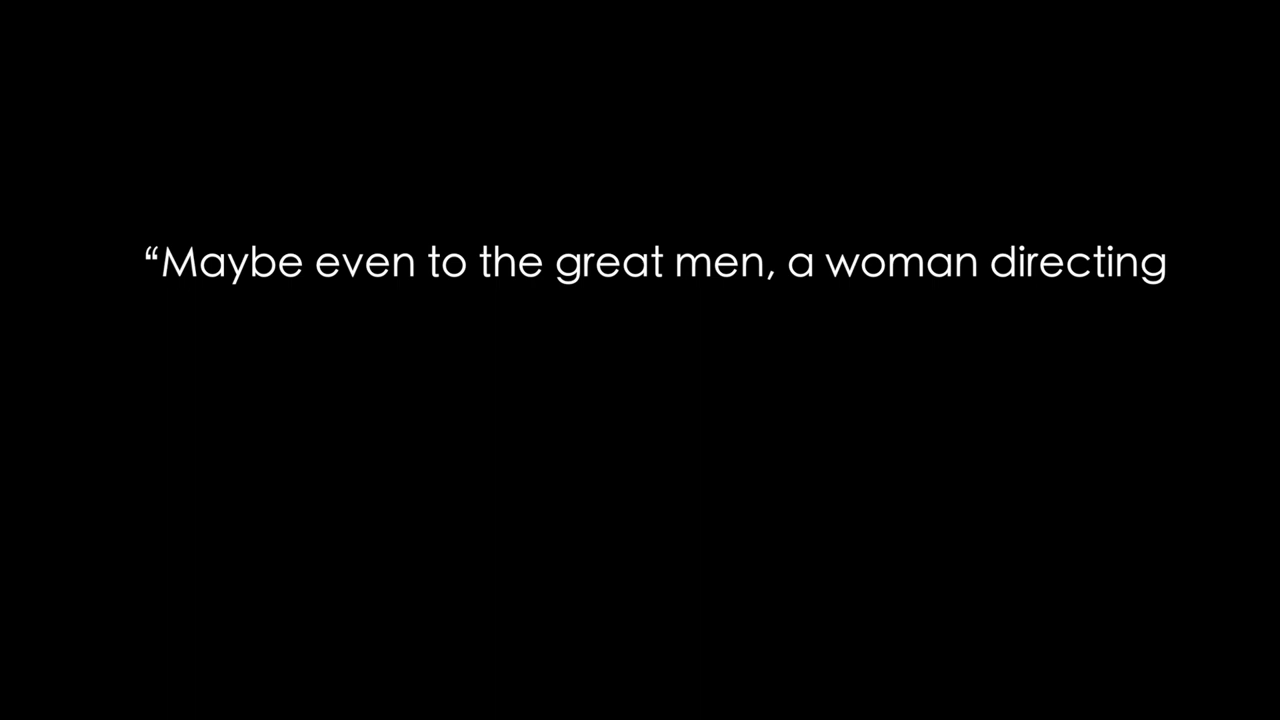 “Maybe even to the great men, a woman directing